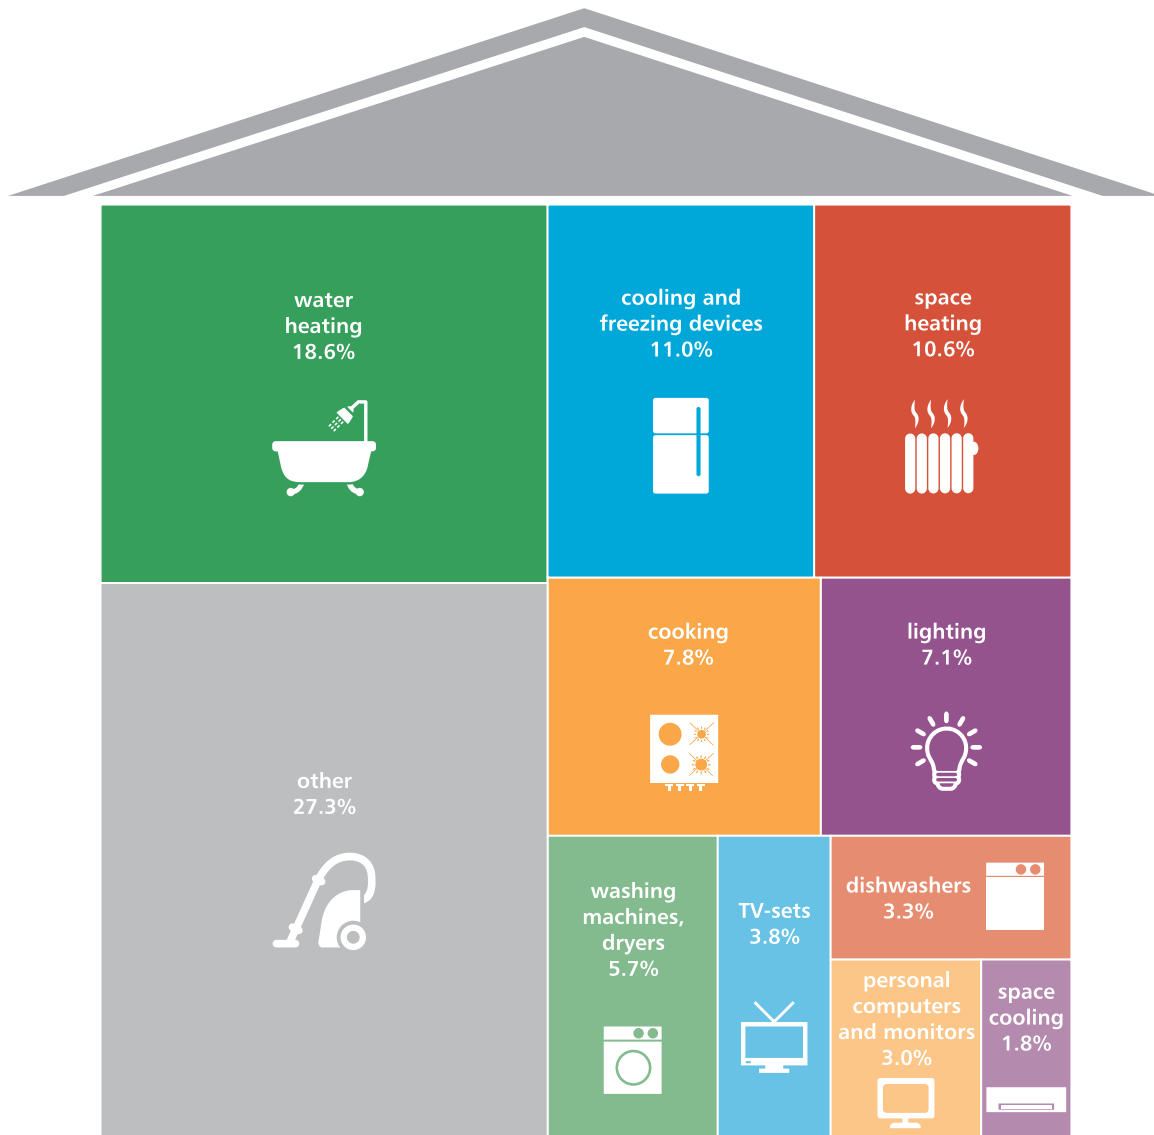 water
heating
18.6%
cooling and
freezing devices
11.0%
space
heating
10.6%
other
27.3%
cooking
7.8%
lighting
7.1%
washing
machines,
dryers
5.7%
TV-sets
3.8%
dishwashers
3.3%
personal
computers
and monitors
3.0%
space
cooling
1.8%